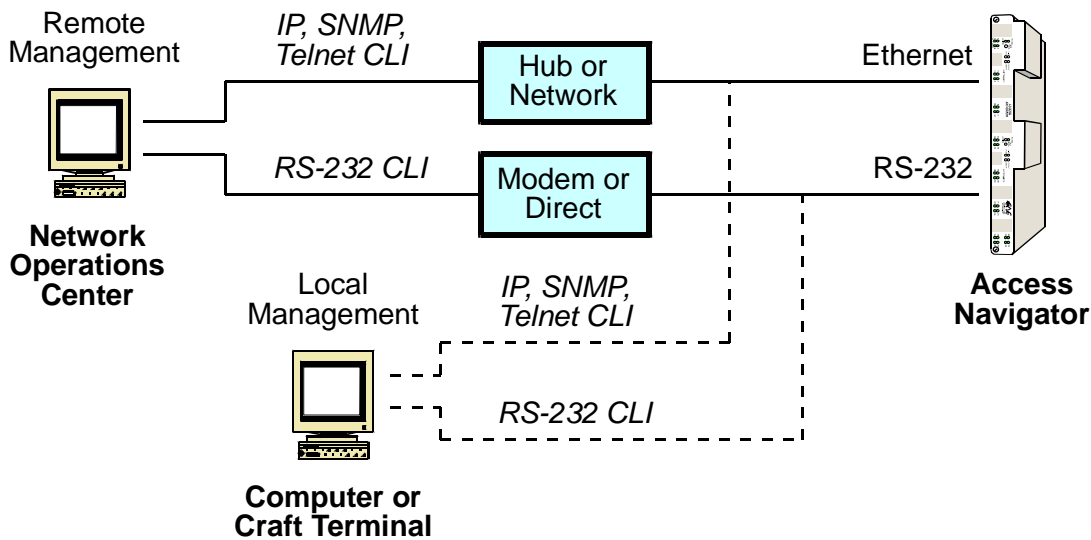 Remote
Management
IP, SNMP,
Telnet CLI
Hub or
Network
Ethernet
RS-232 CLI
Modem or
Direct
RS-232
Network
Operations
Center
Local
Management
IP, SNMP,
Telnet CLI
Access
Navigator
RS-232 CLI
Computer or
Craft Terminal